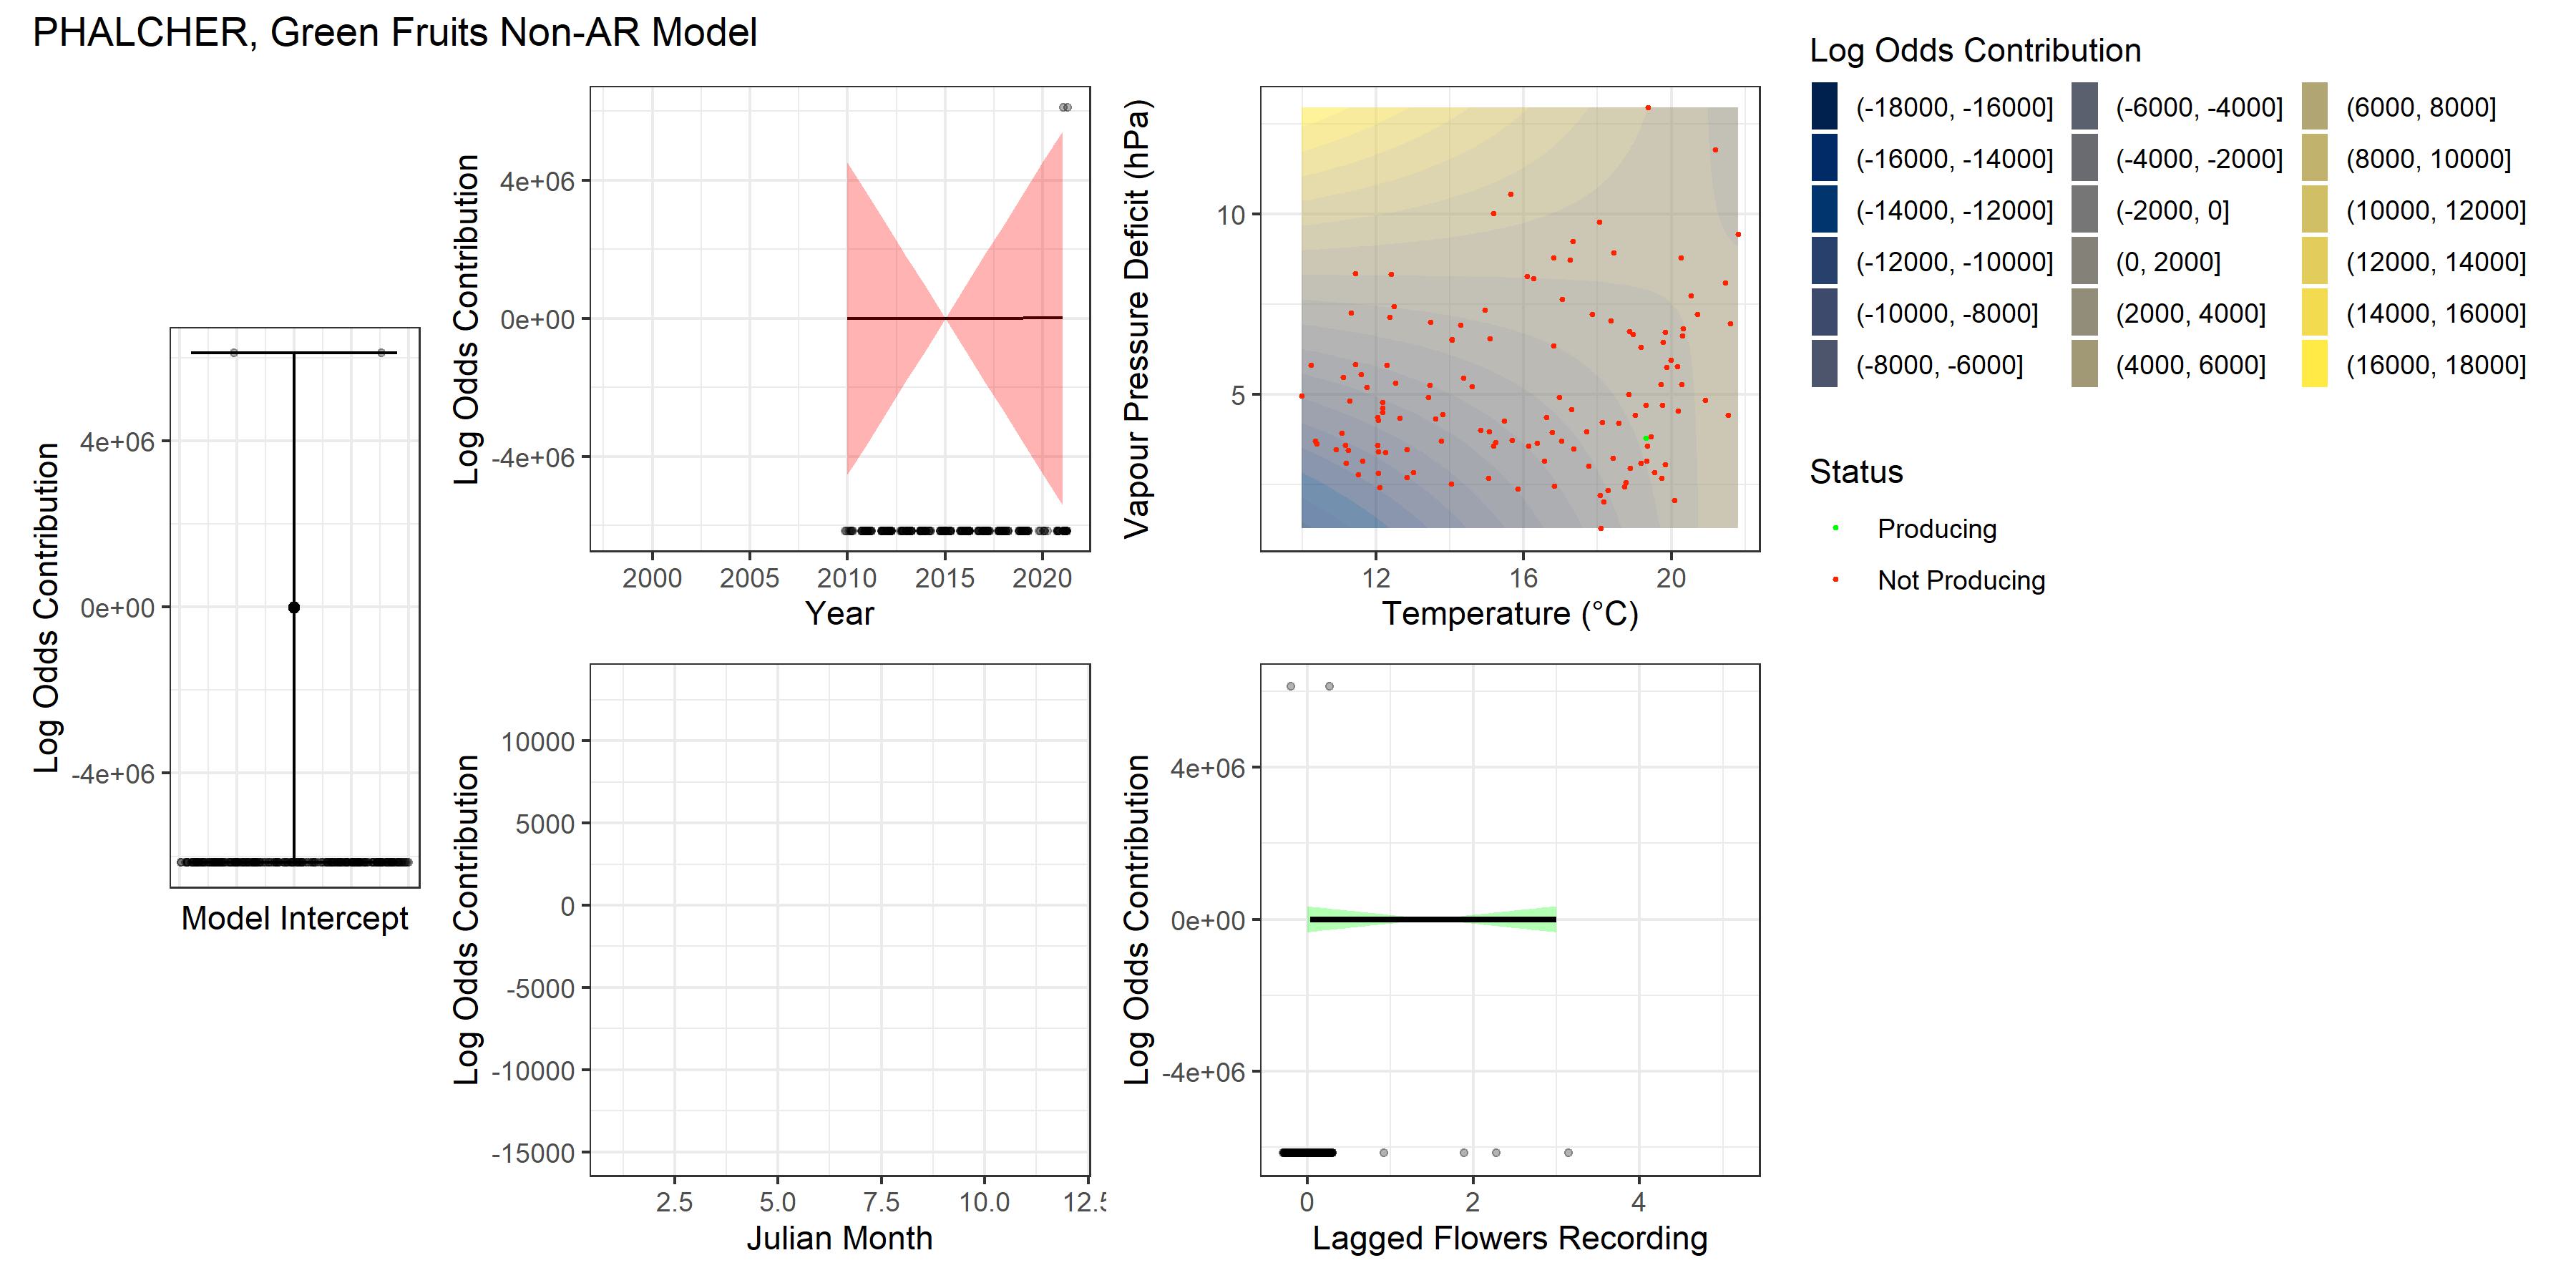 PHALCHER, Green Fruits Non-AR Model
Log Odds Contribution
4e+06
0e+00
-4e+06
Model Intercept
Log Odds Contribution
4e+06
0e+00
-4e+06
2000 2005 2010 2015 2020
Year
Vapour Pressure Deficit (hPa)
10
5
12 16 20
Temperature (°C)
Log Odds Contribution
10000
5000
0
-5000
-10000
-15000
2.5 5.0 7.5 10.0 12.5
Julian Month
Log Odds Contribution
4e+06
0e+00
-4e+06
0 2 4
Lagged Flowers Recording
Log Odds Contribution
(-18000, -16000] (-6000, -4000] (6000, 8000]
(-16000, -14000] (-4000, -2000] (8000, 10000]
(-14000, -12000] (-2000, 0] (10000, 12000]
(-12000, -10000] (0, 2000] (12000, 14000]
(-10000, -8000] (2000, 4000] (14000, 16000]
(-8000, -6000] (4000, 6000] (16000, 18000]
Status
Producing
Not Producing